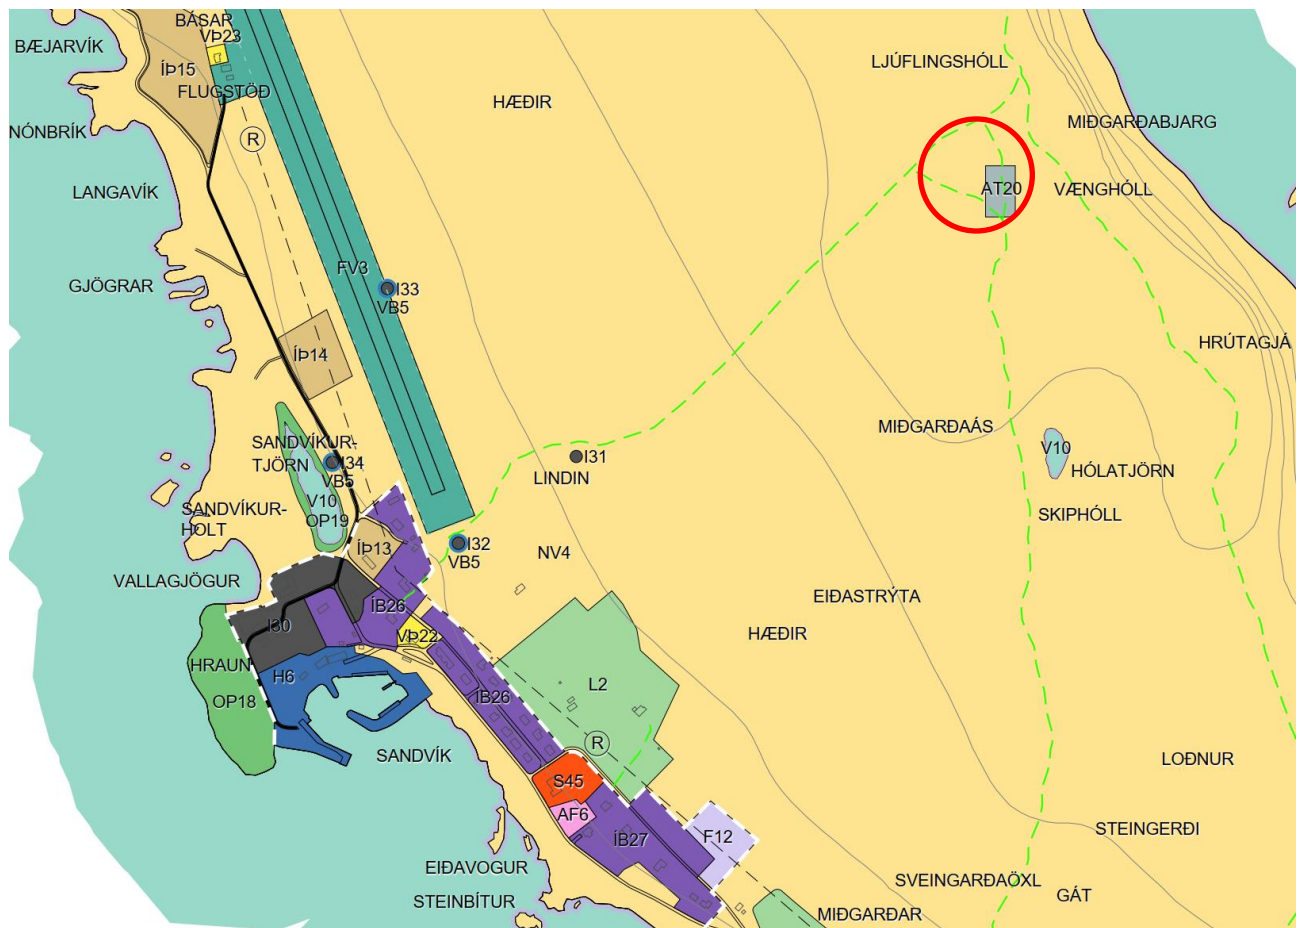 BÁSAR
VÞ23
BÆJARVÍK
ÍÞ15
FLUGSTÖÐ
HÆÐIR
LJÚFLINGSHÓLL
MIÐGARÐABJARG
NÓNBRÍK
R
LANGAVÍK
AT20
VÆNGHÓLL
FV3
GJÖGRAR
I33
VB5
HRÚTAGJÁ
ÍÞ14
MIÐGARÐAÁS
SANDVÍKUR-
TJÖRN
I34
VB5
I31
LINDIN
V10
HÓLATJÖRN
V10
OP19
SANDVÍKUR-
HOLT
SKIPHÓLL
ÍÞ13
I32
VB5
NV4
VALLAGJÖGUR
EIÐASTRÝTA
ÍB26
I30
VÞ22
HÆÐIR
HRAUN
H6
OP18
L2
ÍB26
R
SANDVÍK
LOÐNUR
S45
AF6
STEINGERÐI
ÍB27
F12
EIÐAVOGUR
SVEINGARÐAÖXL
GÁT
STEINBÍTUR
MIÐGARÐAR